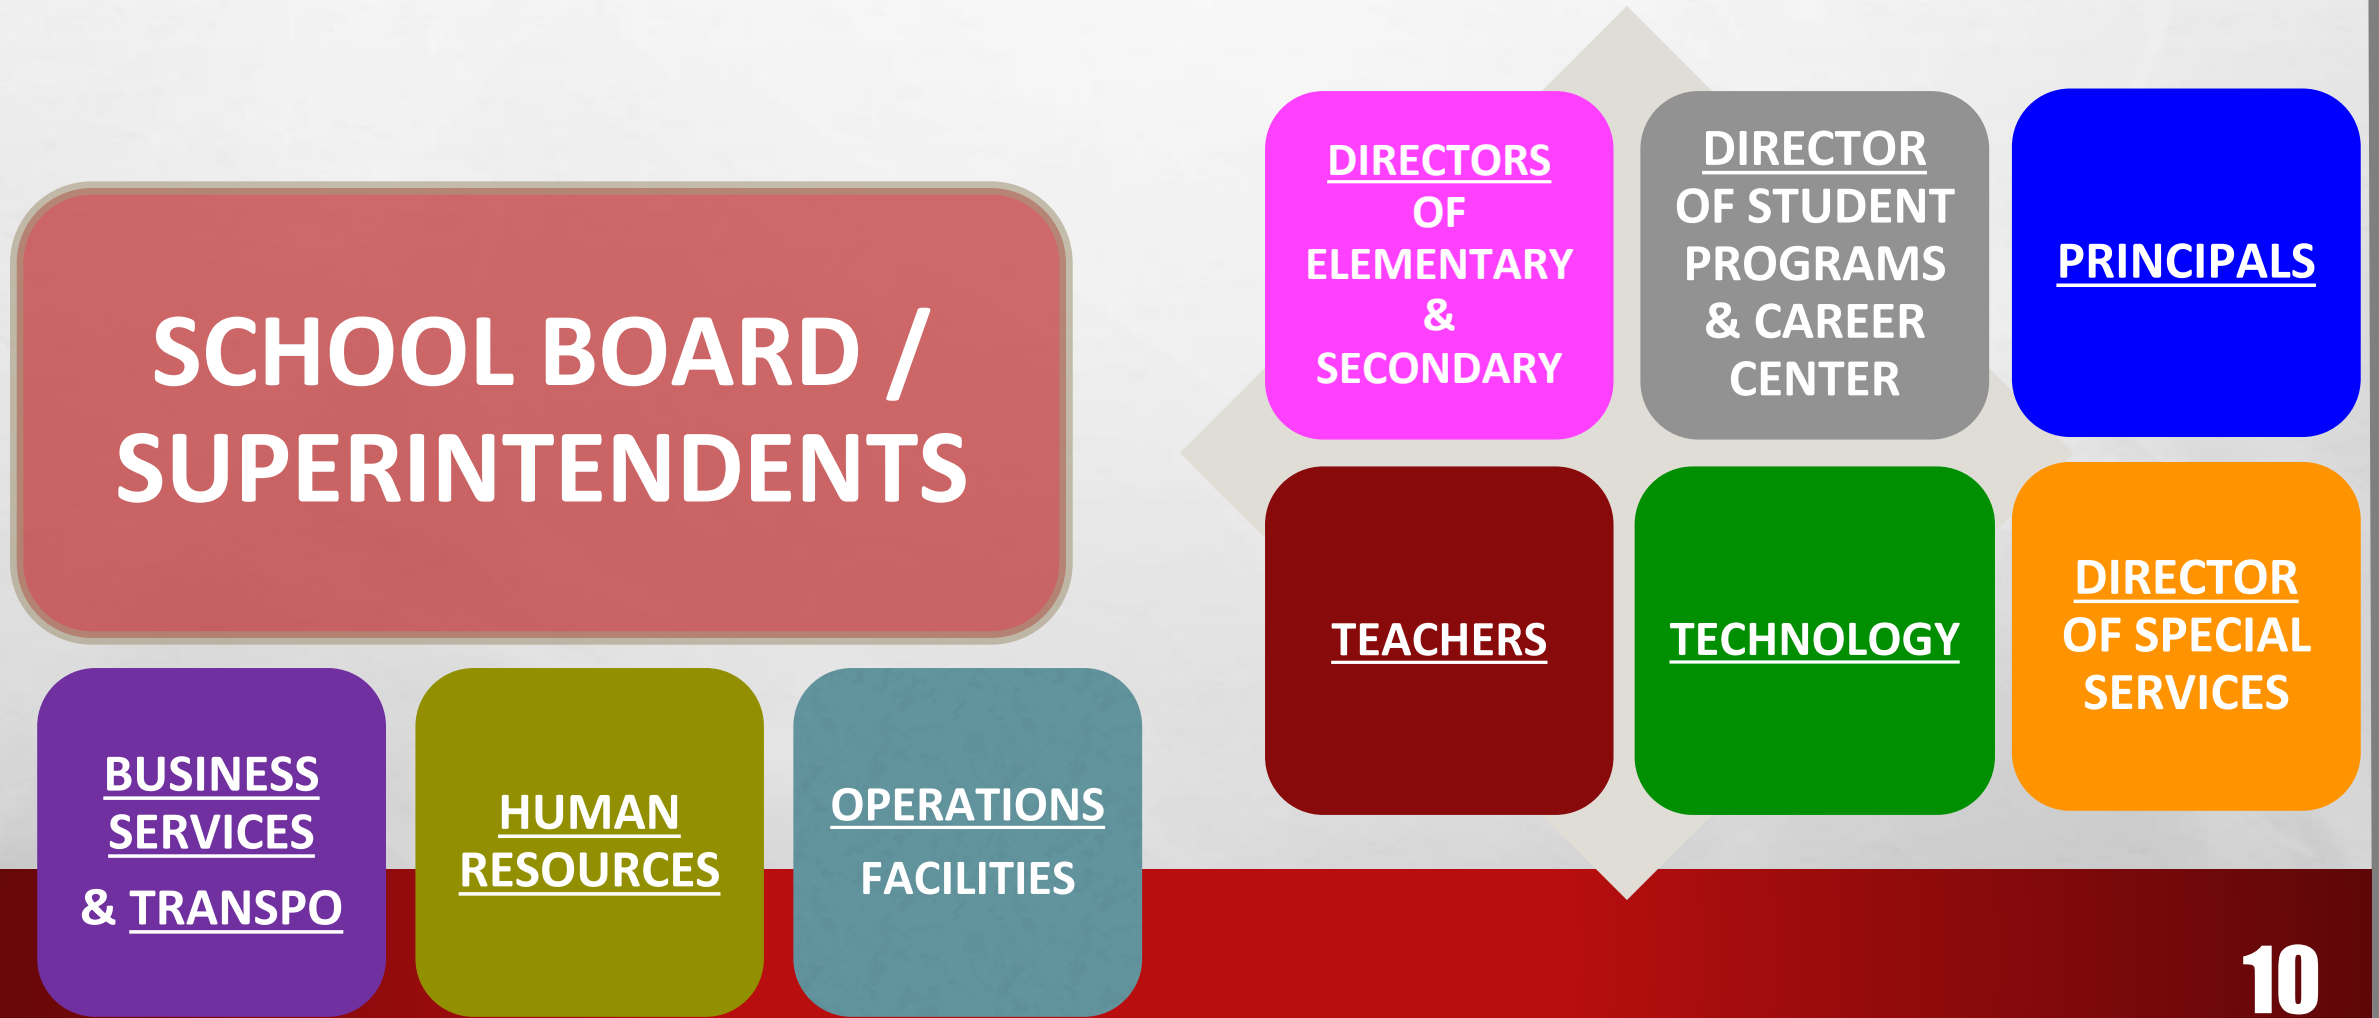 SCHOOL BOARD /
SUPERINTENDENTS
BUSINESS
SERVICES
& TRANSPO
HUMAN
RESOURCES
OPERATIONS
FACILITIES
DIRECTORS
OF
ELEMENTARY
&
SECONDARY
DIRECTOR
OF STUDENT
PROGRAMS
& CAREER
CENTER
PRINCIPALS
TEACHERS
TECHNOLOGY
DIRECTOR
OF SPECIAL
SERVICES
10